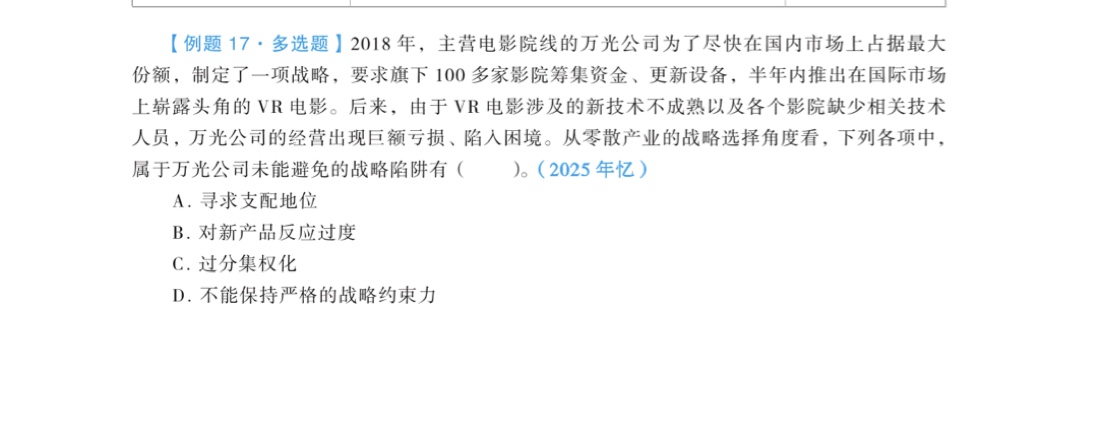 【例题 17·多选题】2018 年，主营电影院线的万光公司为了尽快在国内市场上占据最大
份额，制定了一项战略，要求旗下 100 多家影院筹集资金、更新设备，半年内推出在国际市场
上崭露头角的 VR 电影。后来，由于 VR 电影涉及的新技术不成熟以及各个影院缺少相关技术
人员，万光公司的经营出现巨额亏损、陷入困境。从零散产业的战略选择角度看，下列各项中，
属于万光公司未能避免的战略陷阱有（　　）。（2025 年忆）
A. 寻求支配地位
B. 对新产品反应过度
C. 过分集权化
D. 不能保持严格的战略约束力